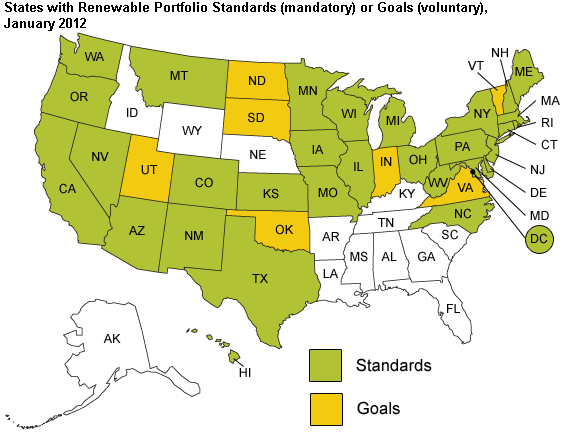 States with Renewable Portfolio Standards (mandatory) or Goals (voluntary),
January 2012
WA
MT
ND
MN
VT
NH
ME
OR
ID
SD
WI
MI
NY
MA
WY
RI
NE
IA
PA
CT
NV
UT
CO
IL
IN
OH
NJ
CA
KS
MO
WV
VA
DE
KY
MD
AZ
NM
OK
AR
TN
NC
DC
SC
TX
MS
AL
GA
LA
FL
AK
HI
Standards
Goals